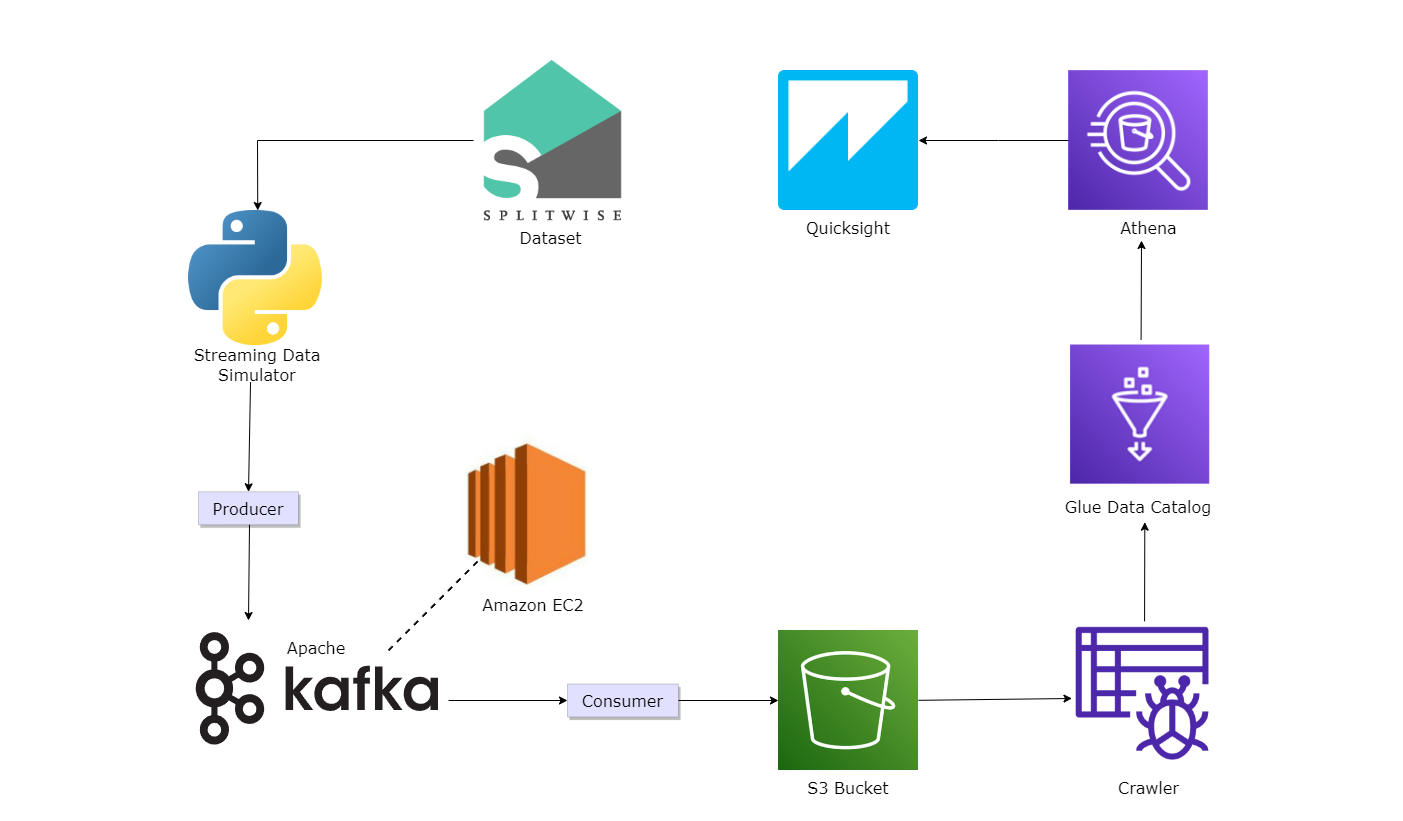 SPLITWISE
Dataset
Quicksight
Athena
Streaming Data
Simulator
Producer
Glue Data Catalog
Amazon EC2
Apache
kafka
Consumer
S3 Bucket
Crawler